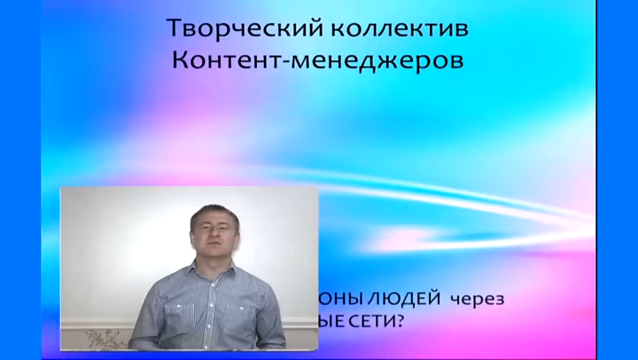 Творческий коллектив
Контент-менеджеров
ОНЫ ЛЮДЕЙ через
ЫЕ СЕТИ?